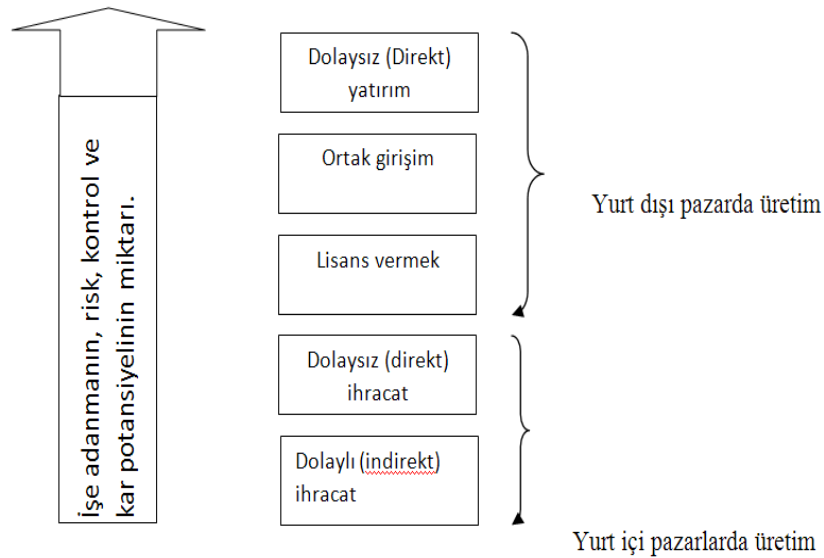 İşe adanmanın, risk, kontrol ve
kar potansiyelinin miktarı.
Dolaysız (Direkt)
yatırım
Ortak girişim
Lisans vermek
Yurt dışı pazarda üretim
Dolaysız (direkt)
ihracat
Dolaylı (indirekt)
ihracat
Yurt içi pazarlarda üretim